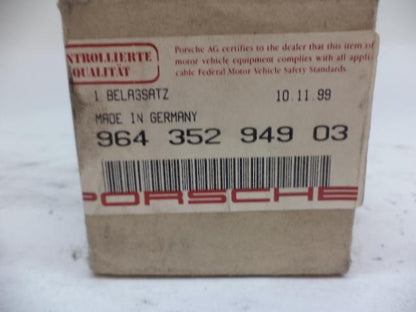 NTROLLIERTE
QUALITÄT
Porsche AG certifies to the dealer that this item of
motor vehicle equipment complies with all appli
cable Federal Motor Vehicle Safety Standards.
1 BELA3SATZ 10.11.99
MADE IN GERMANY
964 352 949 03
PORSCHE